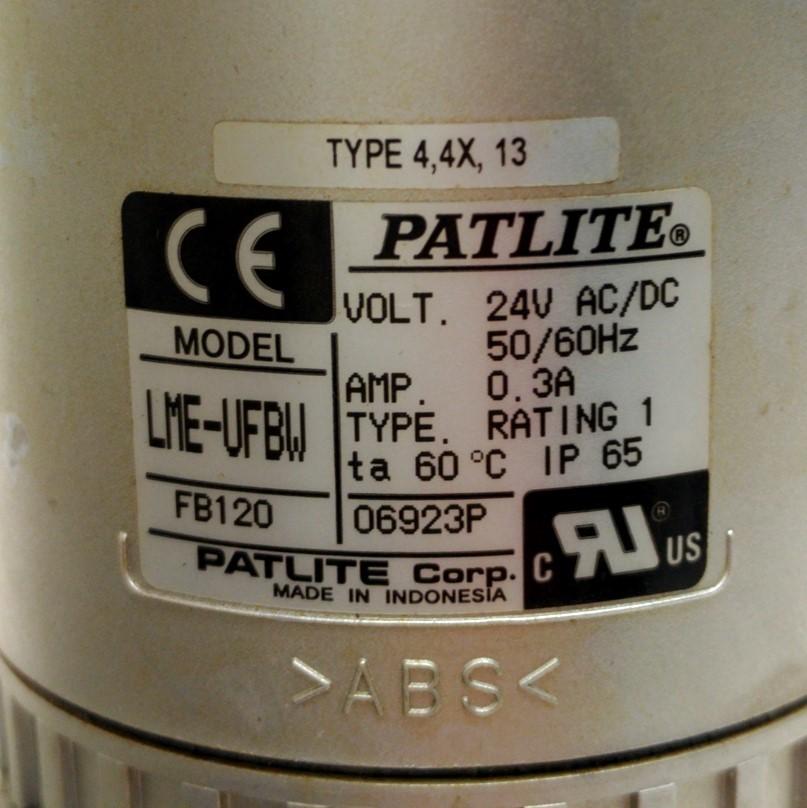 TYPE 4,4X, 13
CE
PATLITE®
VOLT. 24V AC/DC
50/60Hz
MODEL
AMP. 0.3A
LME-UFBW
TYPE. RATING 1
ta 60°C IP 65
FB120
06923P
c RU® US
PATLITE Corp.
MADE IN INDONESIA
>ABS<